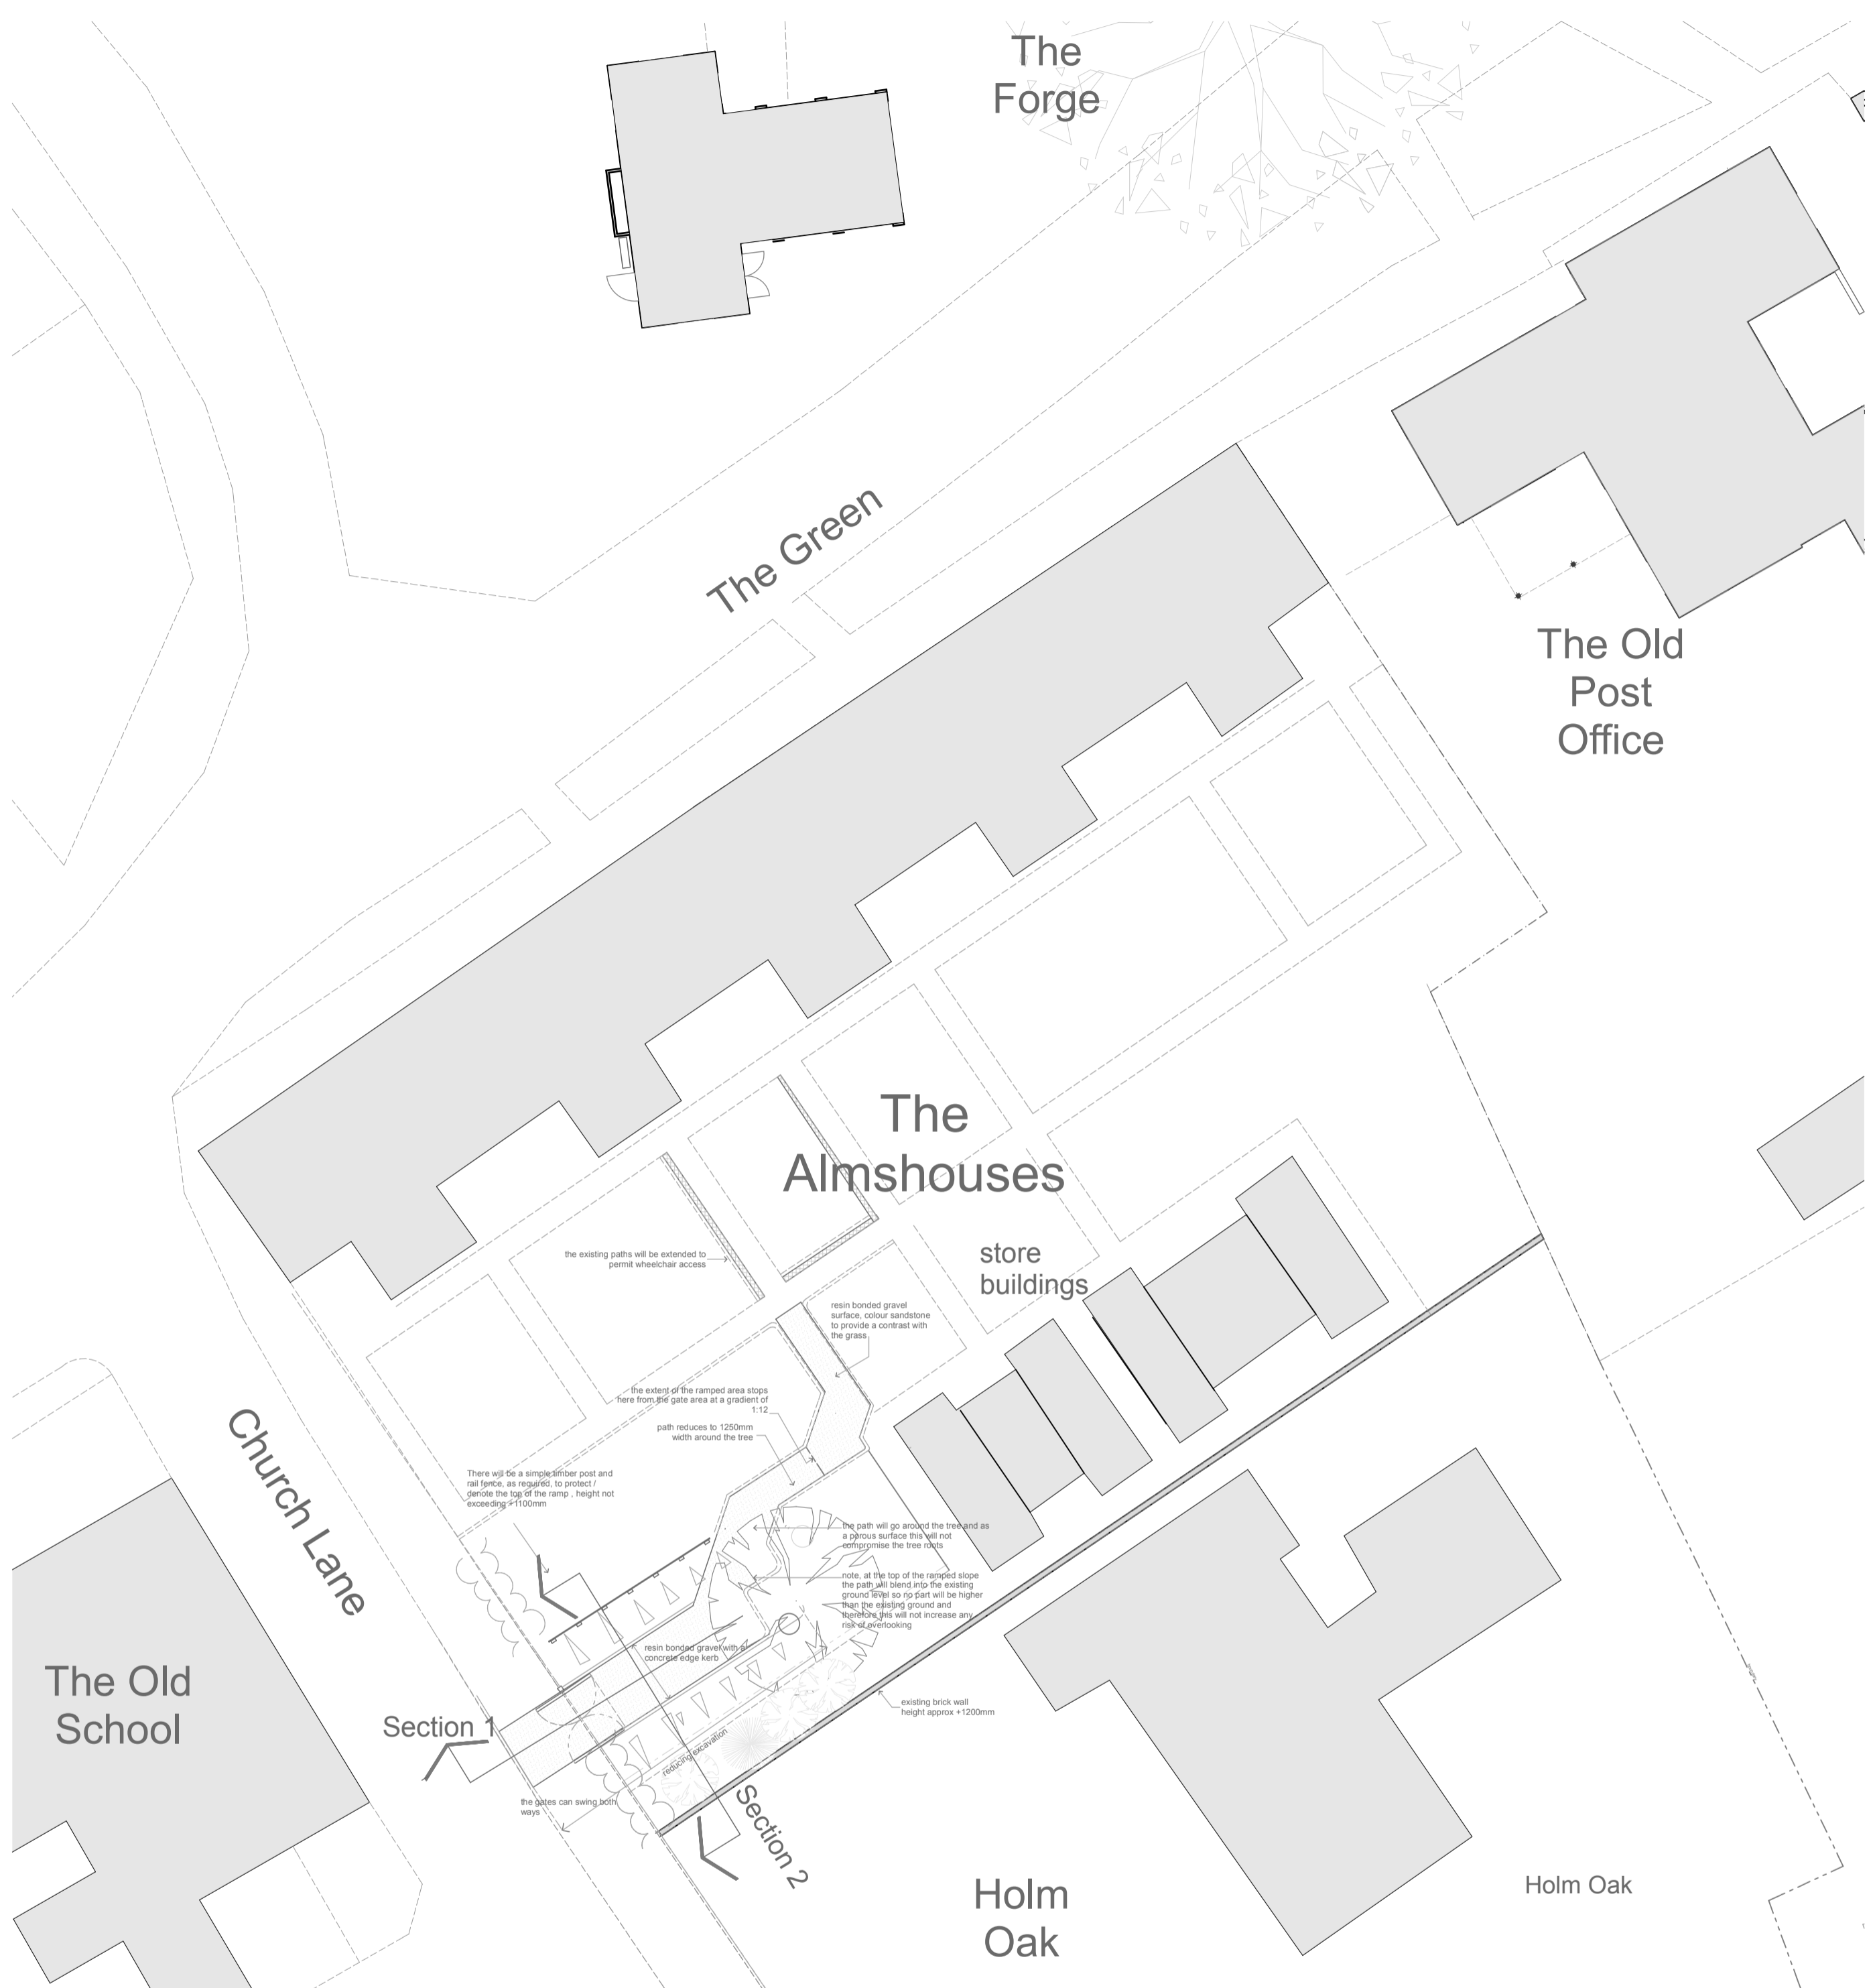 The
Forge
The Green
The Old
Post
Office
The
Almshouses
store
buildings
the existing paths will be extended to
permit wheelchair access
resin bonded gravel
surface, colour sandstone
to provide a contrast with
the grass
the extent of the ramped area stops
here from the gate area at a gradient of
1:12
path reduces to 1250mm
width around the tree
There will be a simple timber post and
rail fence, as required, to protect /
denote the top of the ramp , height not
exceeding +1100mm
the path will go around the tree and as
a porous surface this will not
compromise the tree roots
note, at the top of the ramped slope
the path will blend into the existing
ground level so no part will be higher
than the existing ground and
therefore this will not increase any
risk of overlooking
resin bonded gravel with a
concrete edge kerb
existing brick wall
height approx +1200mm
reducing excavation
the gates can swing both
ways
Church Lane
The Old
School
Section 1
Section 2
Holm
Oak
Holm Oak